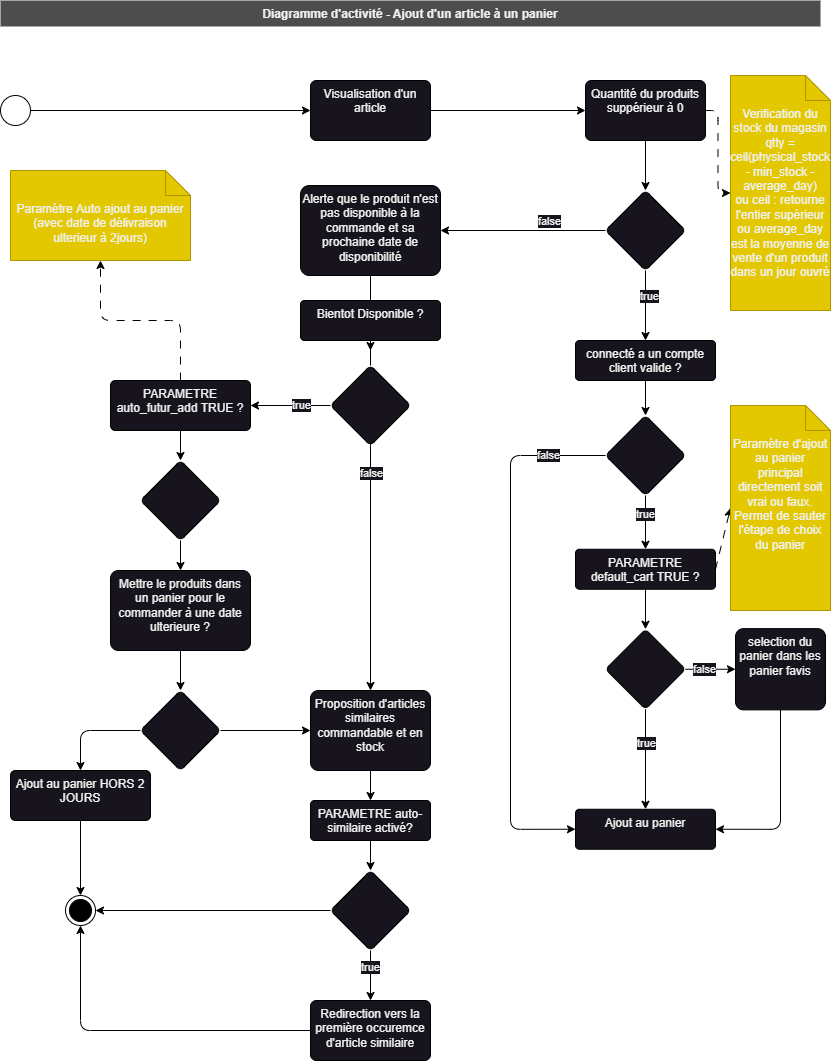 Diagramme d'activité - Ajout d'un article à un panier
Visualisation d'un
article
Quantité du produits
suppérieur à 0
Verification du
stock du magasin
qtty =
ceil(physical_stock
- min_stock -
average_day)
ou ceil : retourne
l'entier supérieur
ou average_day
est la moyenne de
vente d'un produit
dans un jour ouvré
Paramètre Auto ajout au panier
(avec date de délivraison
ulterieur à 2jours)
Alerte que le produit n'est
pas disponible à la
commande et sa
prochaine date de
disponibilité
false
true
Bientot Disponible ?
connecté a un compte
client valide ?
PARAMETRE
auto_futur_add TRUE ?
true
false
false
true
Paramètre d'ajout
au panier
principal
directement soit
vrai ou faux.
Permet de sauter
l'étape de choix
du panier
PARAMETRE
default_cart TRUE ?
Mettre le produits dans
un panier pour le
commander à une date
ulterieure ?
false
true
selection du
panier dans les
panier favis
Proposition d'articles
similaires
commandable et en
stock
Ajout au panier HORS 2
JOURS
PARAMETRE auto-
similaire activé?
Ajout au panier
true
Redirection vers la
première occuremce
d'article similaire